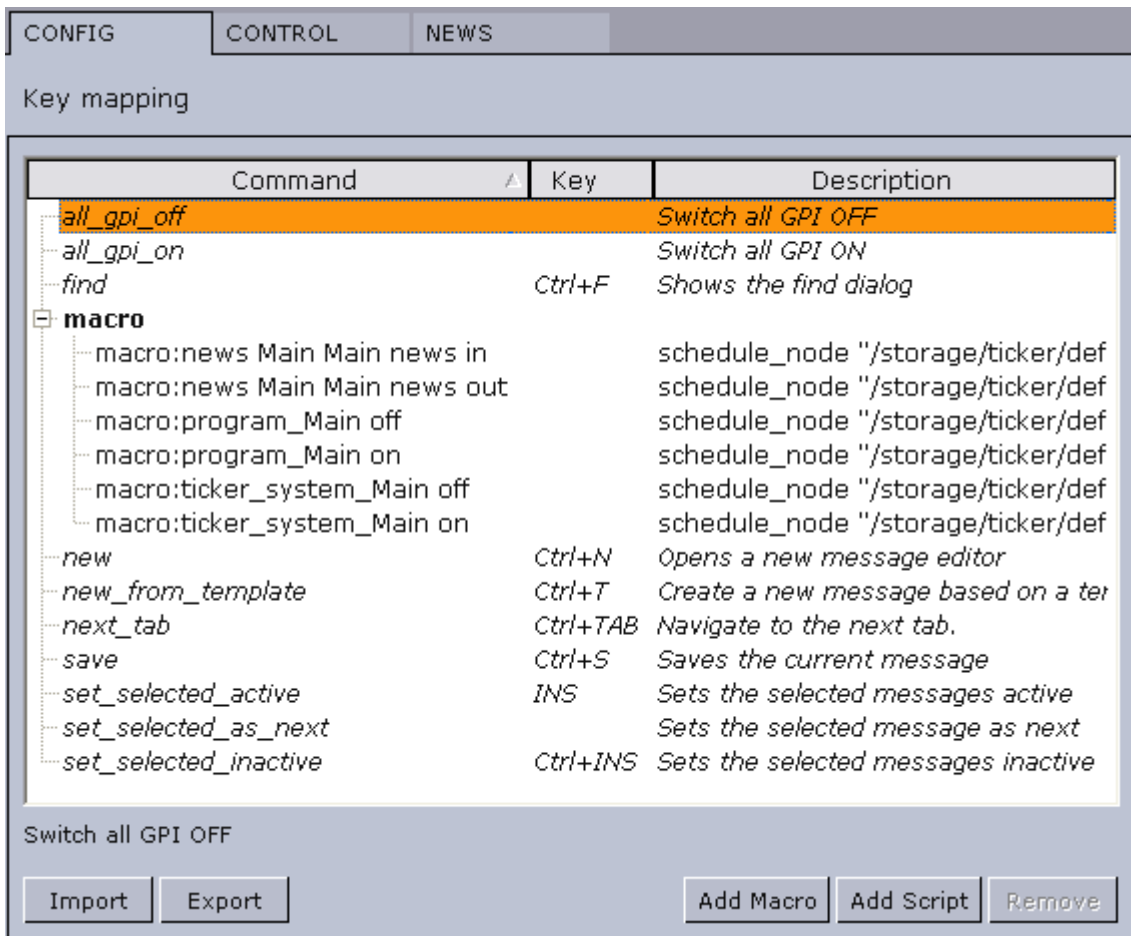 CONFIG CONTROL NEWS
Key mapping
Command Key Description
all_gpi_off Switch all GPI OFF
all_gpi_on Switch all GPI ON
find Ctrl+F Shows the find dialog
macro
macro:news Main Main news in schedule_node "/storage/ticker/def
macro:news Main Main news out schedule_node "/storage/ticker/def
macro:program_Main off schedule_node "/storage/ticker/def
macro:program_Main on schedule_node "/storage/ticker/def
macro:ticker_system_Main off schedule_node "/storage/ticker/def
macro:ticker_system_Main on schedule_node "/storage/ticker/def
new Ctrl+N Opens a new message editor
new_from_template Ctrl+T Create a new message based on a ter
next_tab Ctrl+TAB Navigate to the next tab.
save Ctrl+S Saves the current message
set_selected_active INS Sets the selected messages active
set_selected_as_next Sets the selected message as next
set_selected_inactive Ctrl+INS Sets the selected messages inactive
Switch all GPI OFF
Import Export Add Macro Add Script Remove